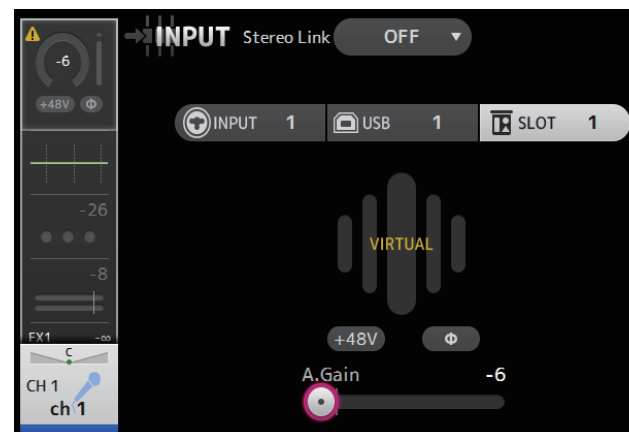 INPUT Stereo Link OFF
-6
+48V Φ
INPUT 1 USB 1 SLOT 1
-26
-8
VIRTUAL
FX1 -∞
+48V Φ
C
A.Gain -6
CH 1
ch 1